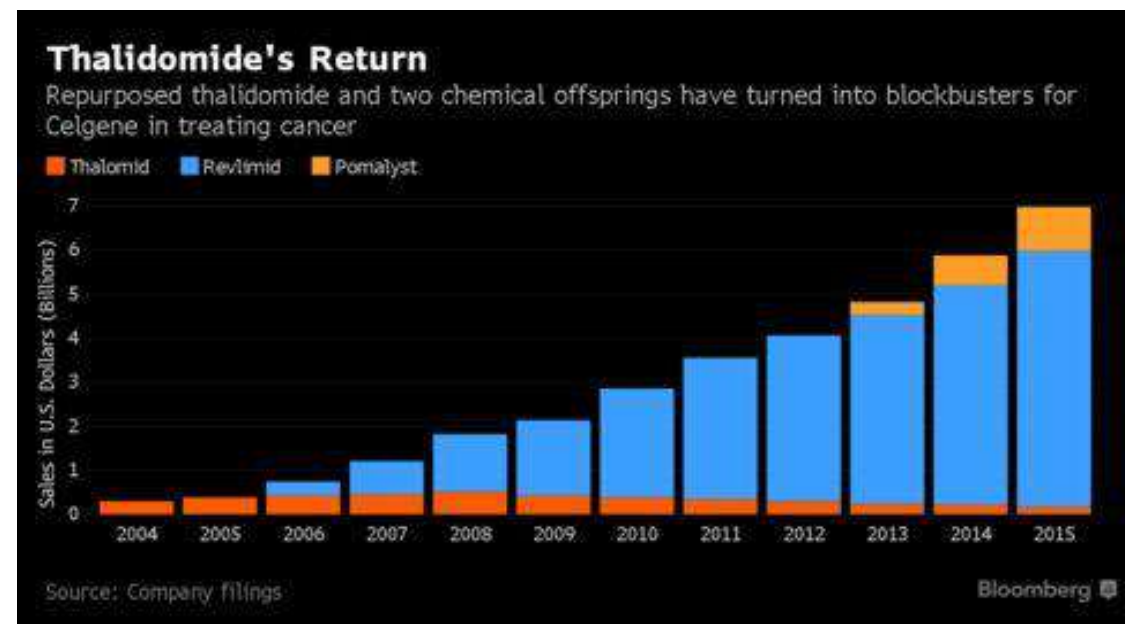 Thalidomide's Return
Repurposed thalidomide and two chemical offsprings have turned into blockbusters for
Celgene in treating cancer
Thalomid Revlimid Pomalyst
Sales in U.S. Dollars (Billions)
7
6
5
4
3
2
1
0
2004 2005 2006 2007 2008 2009 2010 2011 2012 2013 2014 2015
Source: Company filings
Bloomberg